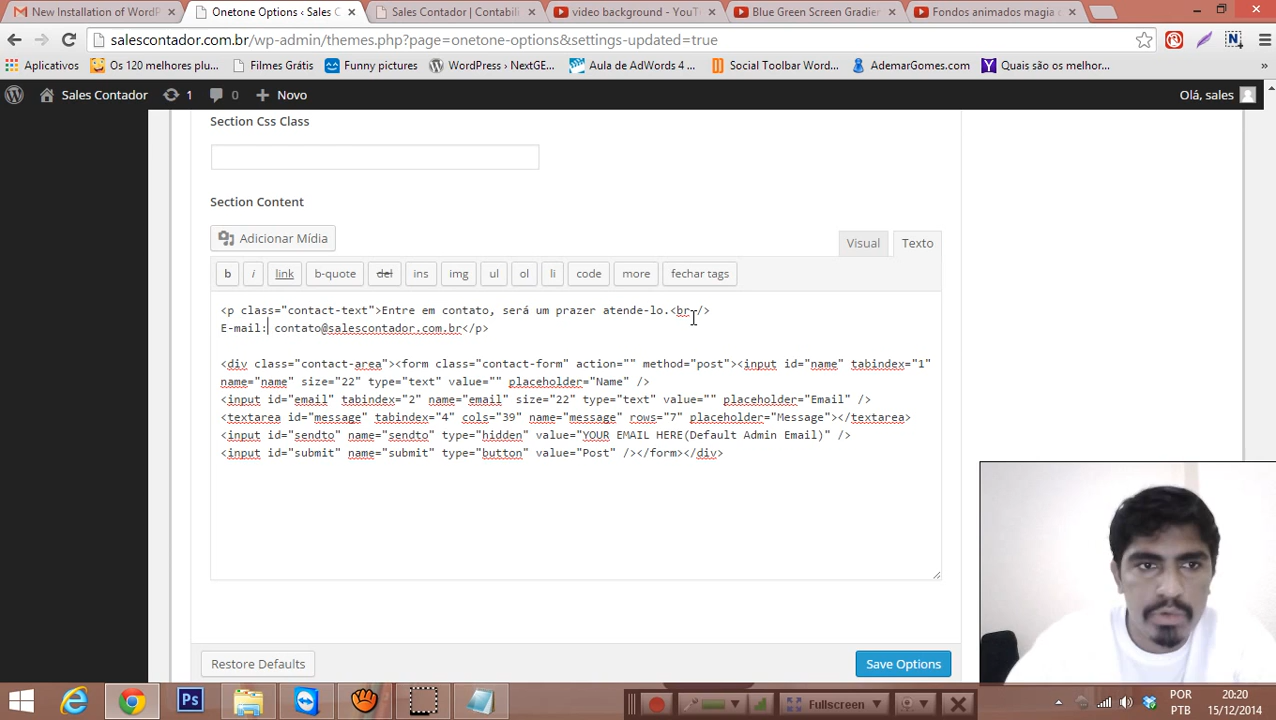 New Installation of WordP
Onetone Options ‹ Sales C
Sales Contador | Contabili
video background - YouTu
Blue Green Screen Gradien
Fondos animados magia d
salescontador.com.br/wp-admin/themes.php?page=onetone-options&settings-updated=true
Aplicativos
Os 120 melhores plu...
Filmes Grátis
Funny pictures
WordPress › NextGE...
Aula de AdWords 4 ...
Social Toolbar Word...
AdemarGomes.com
Quais são os melhor...
»
Sales Contador
1
0
Novo
Olá, sales
Section Css Class
Section Content
Adicionar Mídia
Visual
Texto
b
i
link
b-quote
del
ins
img
ul
ol
li
code
more
fechar tags
<p class="contact-text">Entre em contato, será um prazer atende-lo.<br />
E-mail: contato@salescontador.com.br</p>
<div class="contact-area"><form class="contact-form" action="" method="post"><input id="name" tabindex="1"
name="name" size="22" type="text" value="" placeholder="Name" />
<input id="email" tabindex="2" name="email" size="22" type="text" value="" placeholder="Email" />
<textarea id="message" tabindex="4" cols="39" name="message" rows="7" placeholder="Message"></textarea>
<input id="sendto" name="sendto" type="hidden" value="YOUR EMAIL HERE(Default Admin Email)" />
<input id="submit" name="submit" type="button" value="Post" /></form></div>
Restore Defaults
Save Options
Ps
Fullscreen
POR
PTB
20:20
15/12/2014